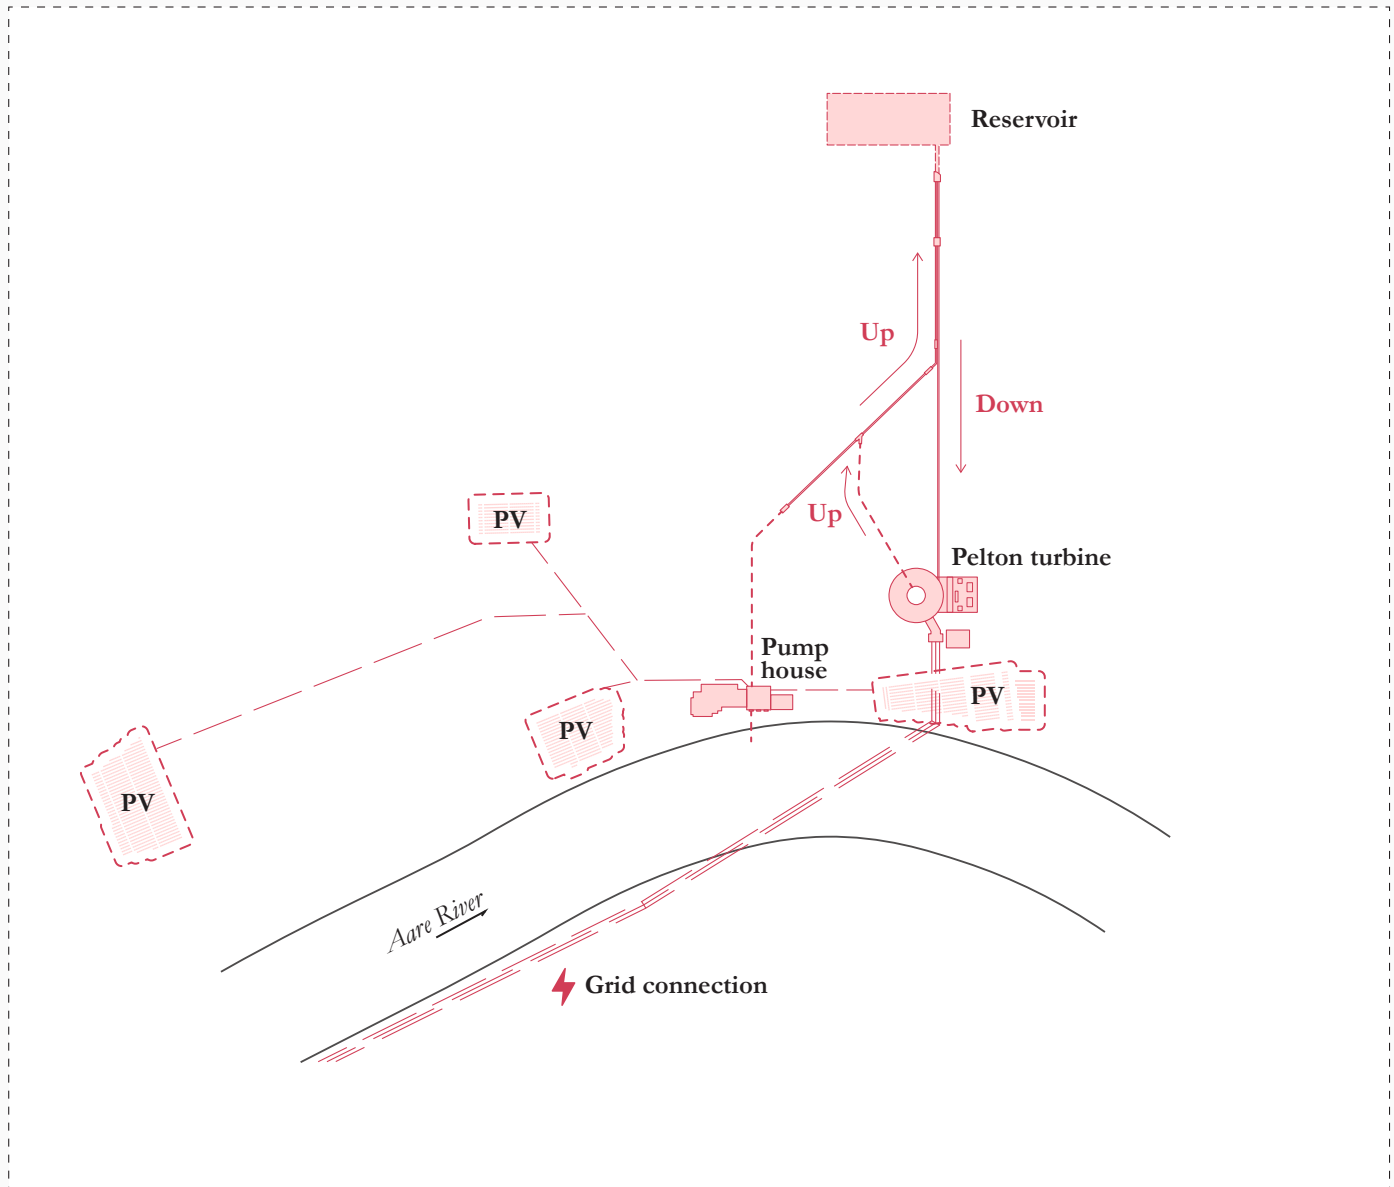 Reservoir
Up
Down
Up
PV
Pelton turbine
Pump
house
PV
PV
PV
Aare River
Grid connection